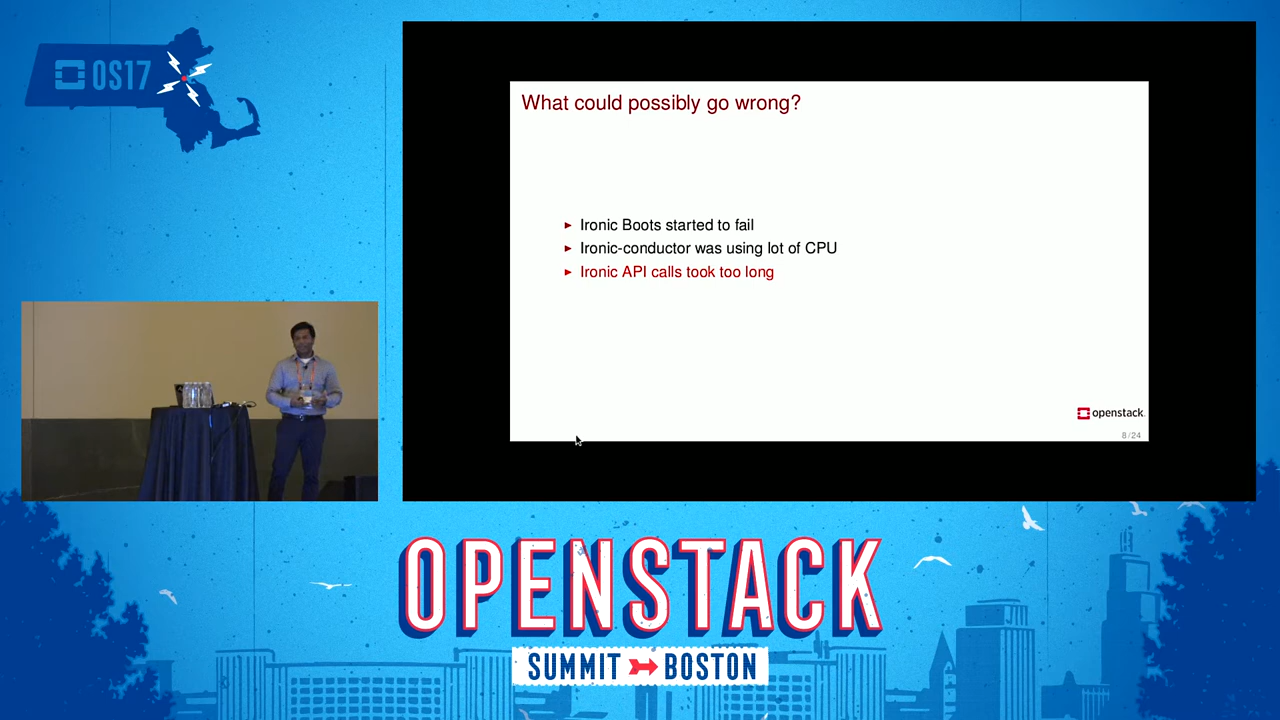 OS17
What could possibly go wrong?
► Ironic Boots started to fail
► Ironic-conductor was using lot of CPU
► Ironic API calls took too long
openstack.
8/24
OPENSTACK
SUMMIT BOSTON